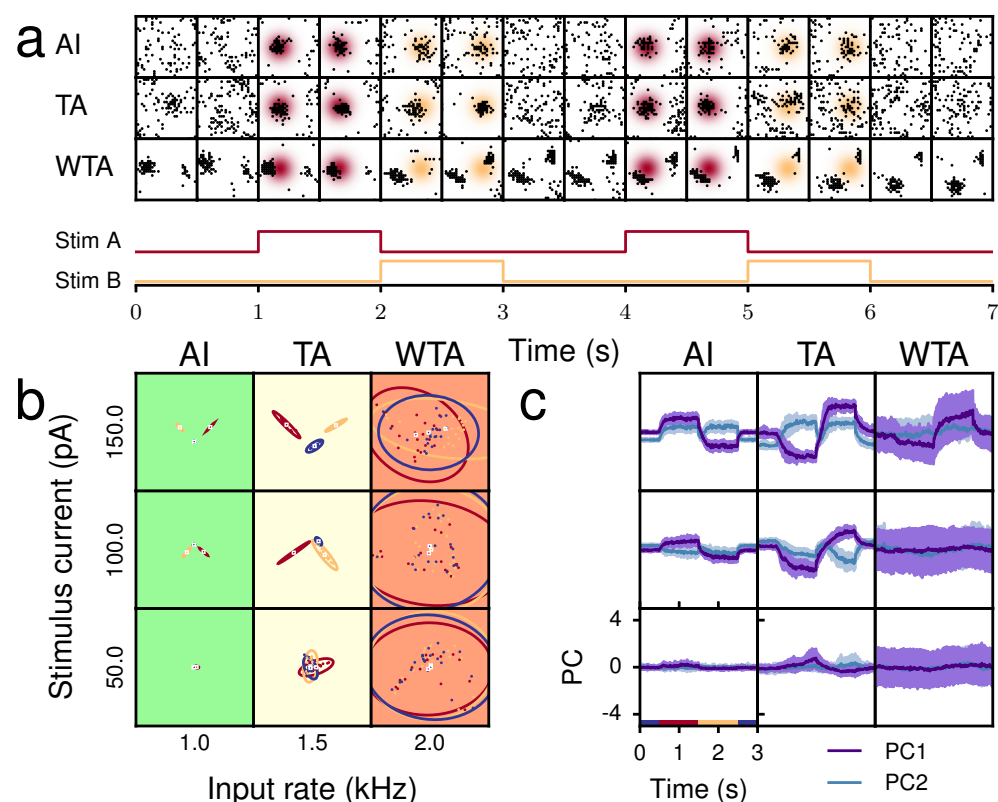 a
AI
TA
WTA
Stim A
Stim B
0 1 2 3 4 5 6 7
Time (s)
b
AI TA WTA
Stimulus current (pA)
150.0
100.0
50.0
1.0 1.5 2.0
Input rate (kHz)
c
AI TA WTA
PC
4
0
-4
0 1 2 3
Time (s)
PC1
PC2